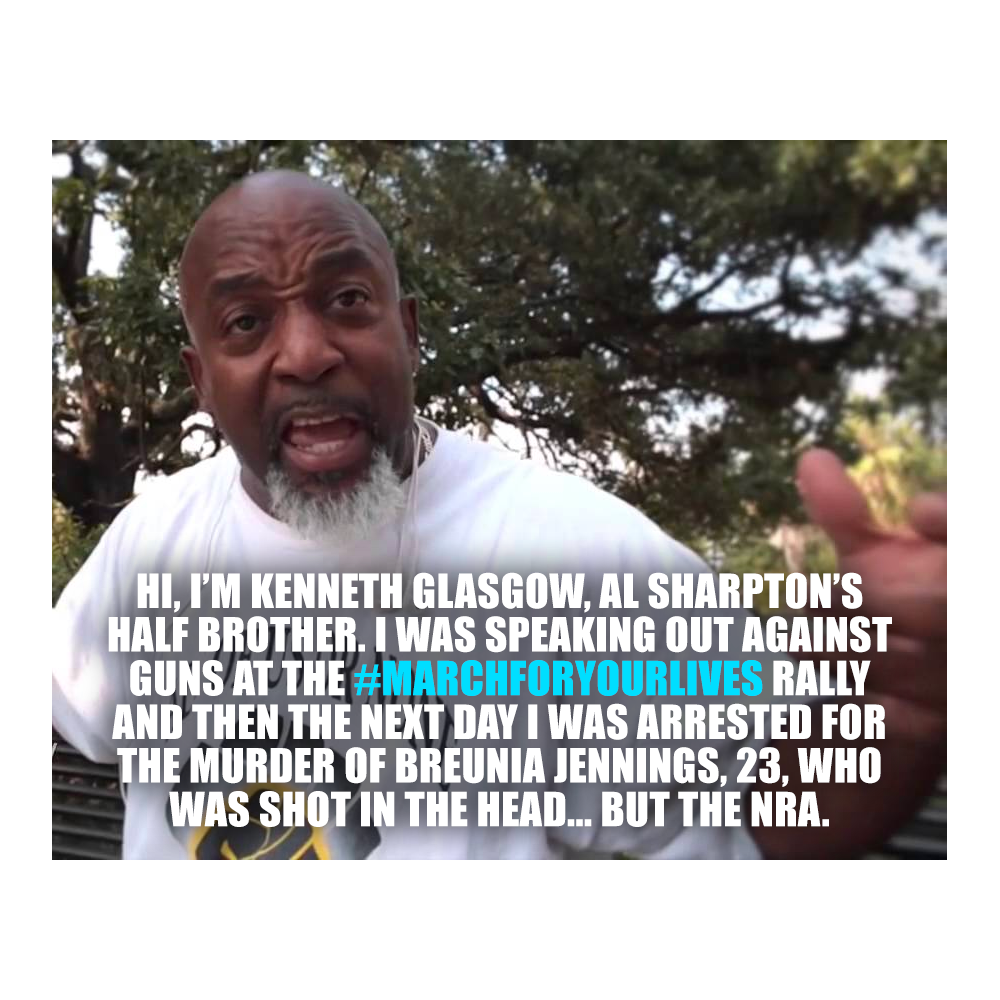 HI, I'M KENNETH GLASGOW, AL SHARPTON'S
HALF BROTHER. I WAS SPEAKING OUT AGAINST
GUNS AT THE #MARCHFORYOURLIVES RALLY
AND THEN THE NEXT DAY I WAS ARRESTED FOR
THE MURDER OF BREUNIA JENNINGS, 23, WHO
WAS SHOT IN THE HEAD... BUT THE NRA.